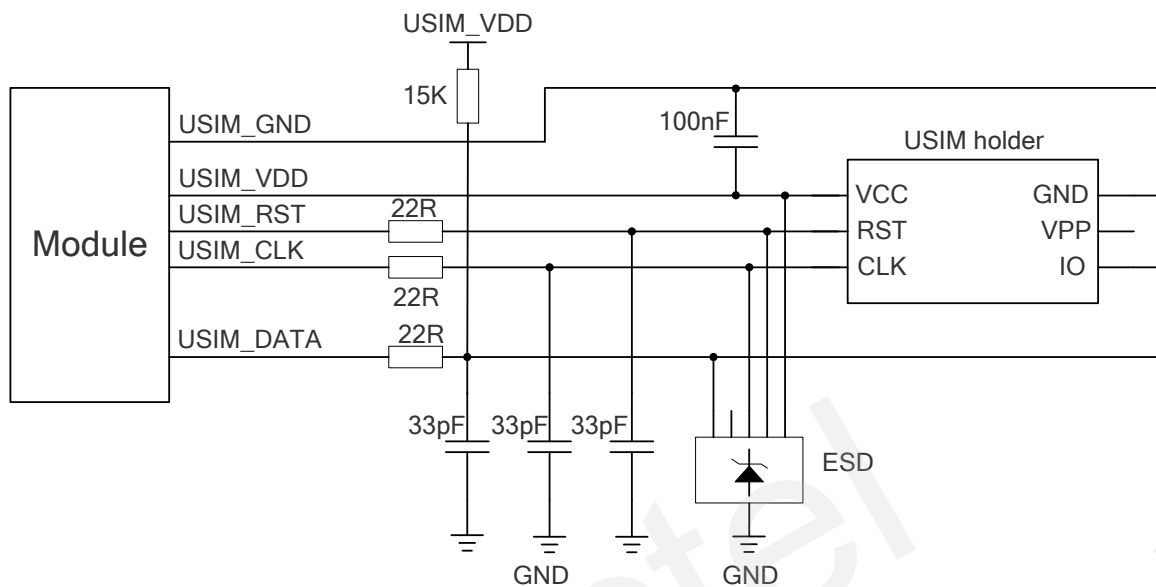 USIM_VDD
15K
USIM_GND
100nF
USIM holder
USIM_VDD
VCC
GND
USIM_RST
22R
RST
VPP
Module
USIM_CLK
CLK
IO
22R
USIM_DATA
22R
33pF
33pF
33pF
ESD
GND
GND